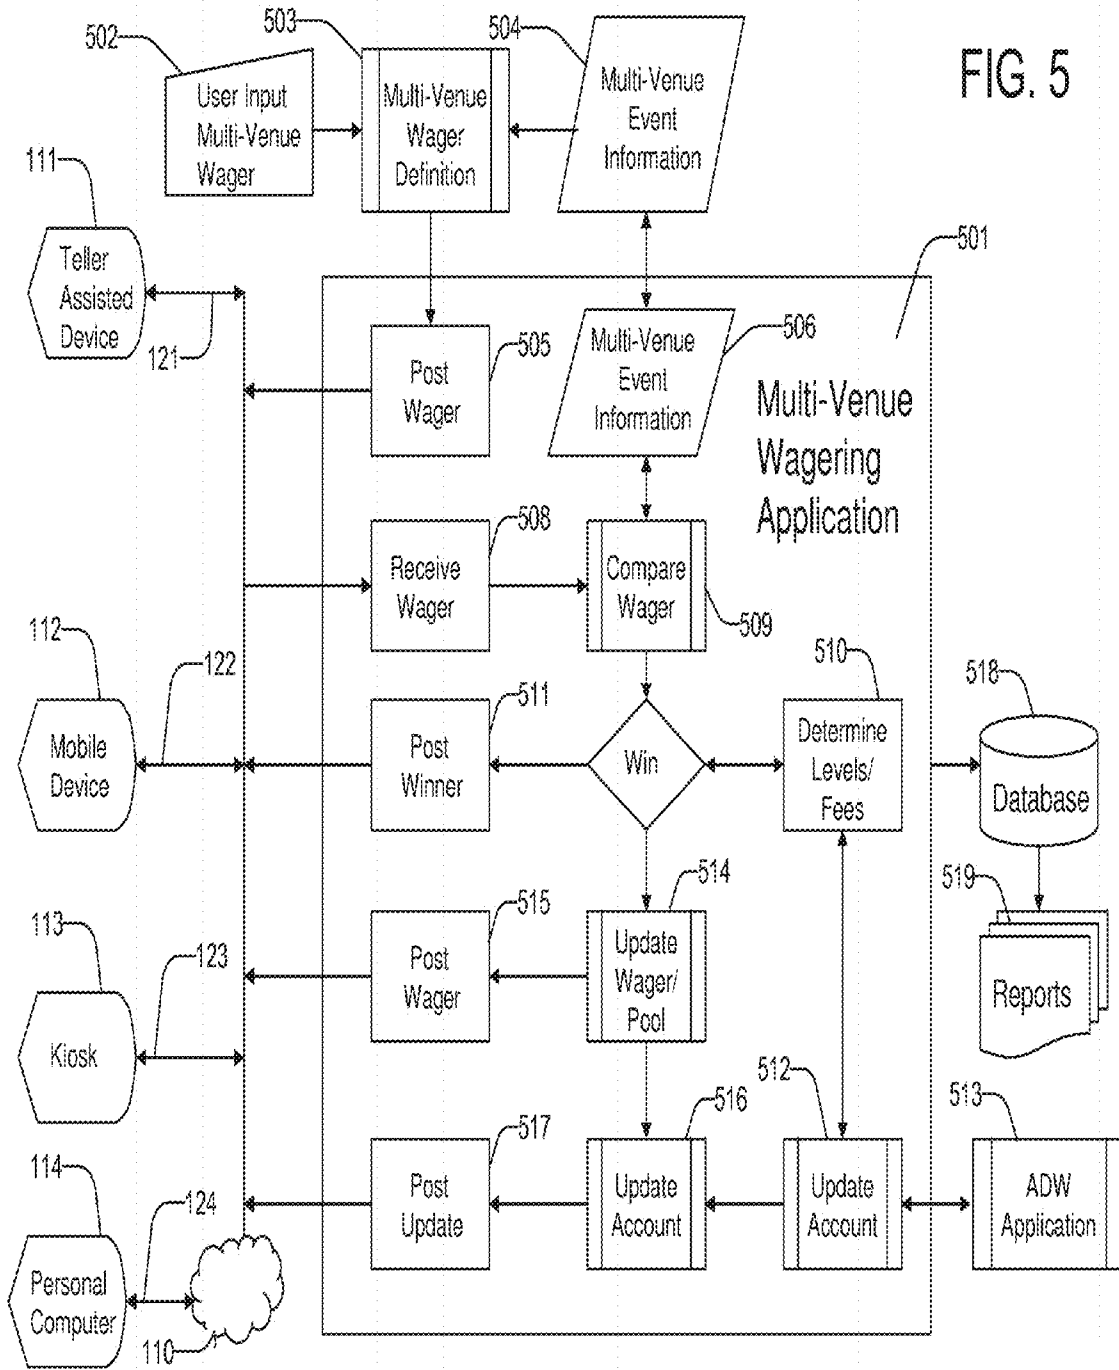 502
503
504
FIG. 5
User Input
Multi-Venue
Wager
Multi-Venue
Wager
Definition
Multi-Venue
Event
Information
111
Teller
Assisted
Device
121
501
Post
Wager
505
Multi-Venue
Event
Information
506
Multi-Venue
Wagering
Application
Receive
Wager
508
Compare
Wager
509
112
122
Mobile
Device
511
Post
Winner
Win
510
Determine
Levels/
Fees
518
Database
113
123
Kiosk
515
Post
Wager
514
Update
Wager/
Pool
519
Reports
114
124
Personal
Computer
110
517
Post
Update
516
Update
Account
512
Update
Account
513
ADW
Application